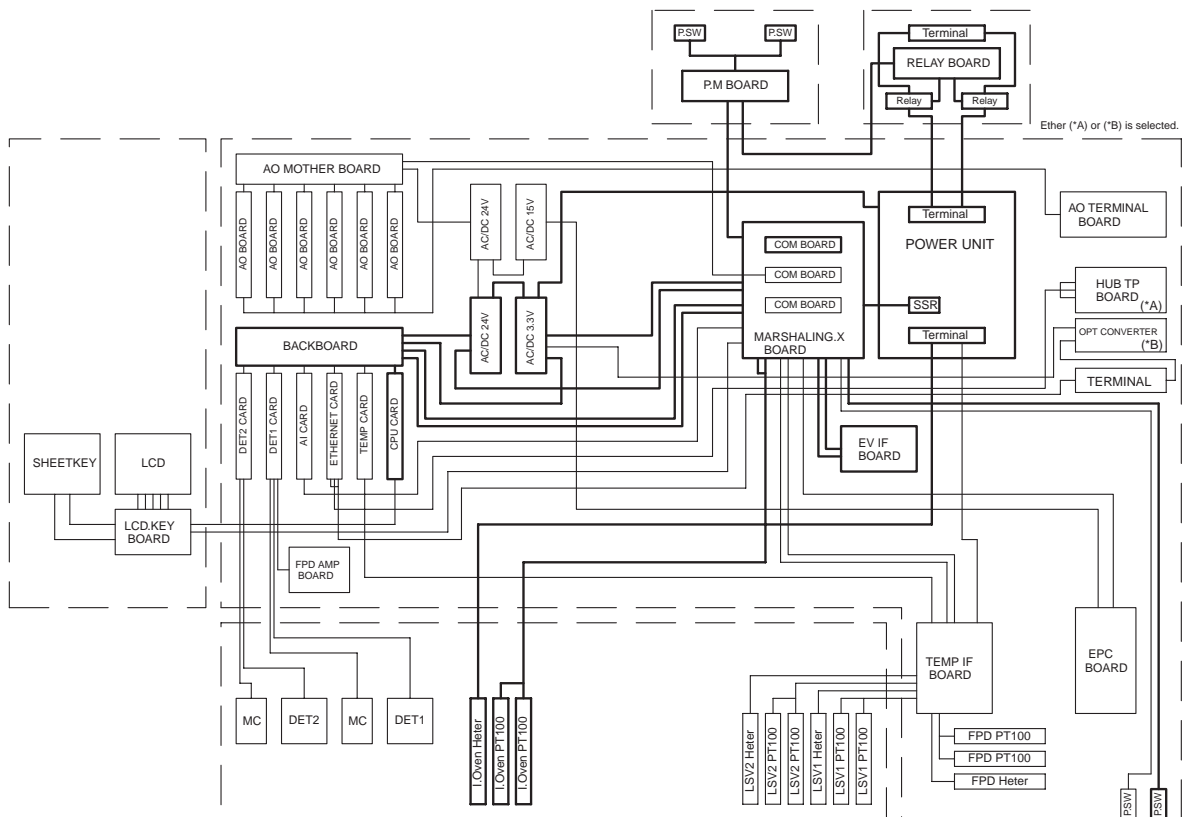 P.SW
P.SW
P.M BOARD
Terminal
RELAY BOARD
Relay
Relay
Ether (*A) or (*B) is selected.
AO MOTHER BOARD
AO BOARD
AO BOARD
AO BOARD
AO BOARD
AO BOARD
AO BOARD
AC/DC 24V
AC/DC 15V
AC/DC 24V
AC/DC 3.3V
COM BOARD
COM BOARD
COM BOARD
MARSHALING.X
BOARD
Terminal
POWER UNIT
SSR
Terminal
AO TERMINAL
BOARD
HUB TP
BOARD
(*A)
OPT CONVERTER
(*B)
TERMINAL
BACKBOARD
DET2 CARD
DET1 CARD
AI CARD
ETHERNET CARD
TEMP CARD
CPU CARD
EV IF
BOARD
SHEETKEY
LCD
LCD.KEY
BOARD
FPD AMP
BOARD
MC
DET2
MC
DET1
I.Oven Heter
I.Oven PT100
I.Oven PT100
LSV2 Heter
LSV2 PT100
LSV2 PT100
LSV1 Heter
LSV1 PT100
LSV1 PT100
TEMP IF
BOARD
EPC
BOARD
FPD PT100
FPD PT100
FPD Heter
P.SW
P.SW